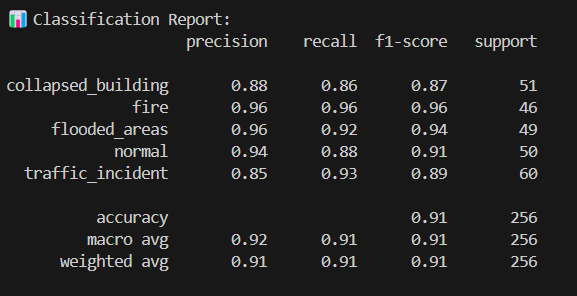 📊 Classification Report:
precision recall f1-score support
collapsed_building 0.88 0.86 0.87 51
fire 0.96 0.96 0.96 46
flooded_areas 0.96 0.92 0.94 49
normal 0.94 0.88 0.91 50
traffic_incident 0.85 0.93 0.89 60
accuracy 0.91 256
macro avg 0.92 0.91 0.91 256
weighted avg 0.91 0.91 0.91 256